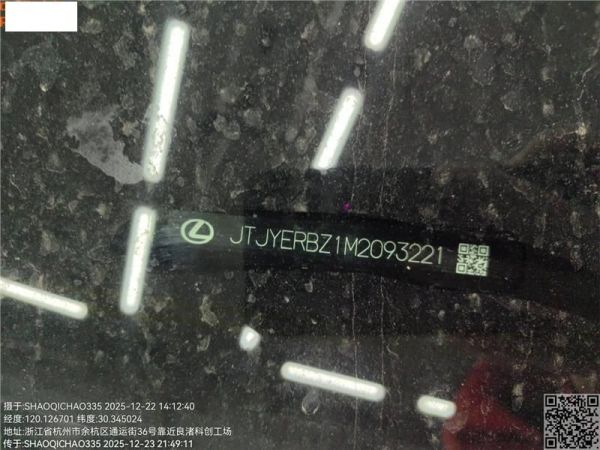 JTJYERBZ1M2093221
摄于:SHAOQICHAO335 2025-12-22 14:12:40
经度:120.126701 纬度:30.345024
地址:浙江省杭州市余杭区通运街36号靠近良渚科创工场
传于:SHAOQICHAO335 2025-12-23 21:49:11